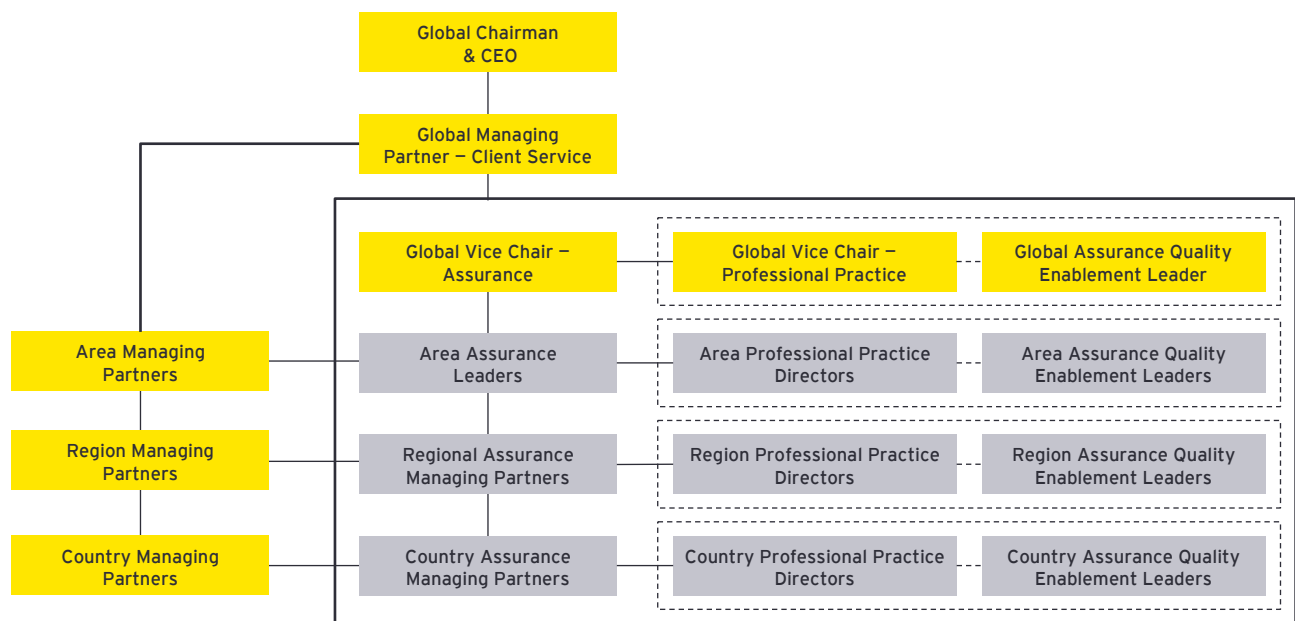 Global Chairman
& CEO
Global Managing
Partner – Client Service
Global Vice Chair –
Assurance
Global Vice Chair –
Professional Practice
Global Assurance Quality
Enablement Leader
Area Managing
Partners
Area Assurance
Leaders
Area Professional Practice
Directors
Area Assurance Quality
Enablement Leaders
Region Managing
Partners
Regional Assurance
Managing Partners
Region Professional Practice
Directors
Region Assurance Quality
Enablement Leaders
Country Managing
Partners
Country Assurance
Managing Partners
Country Professional Practice
Directors
Country Assurance Quality
Enablement Leaders